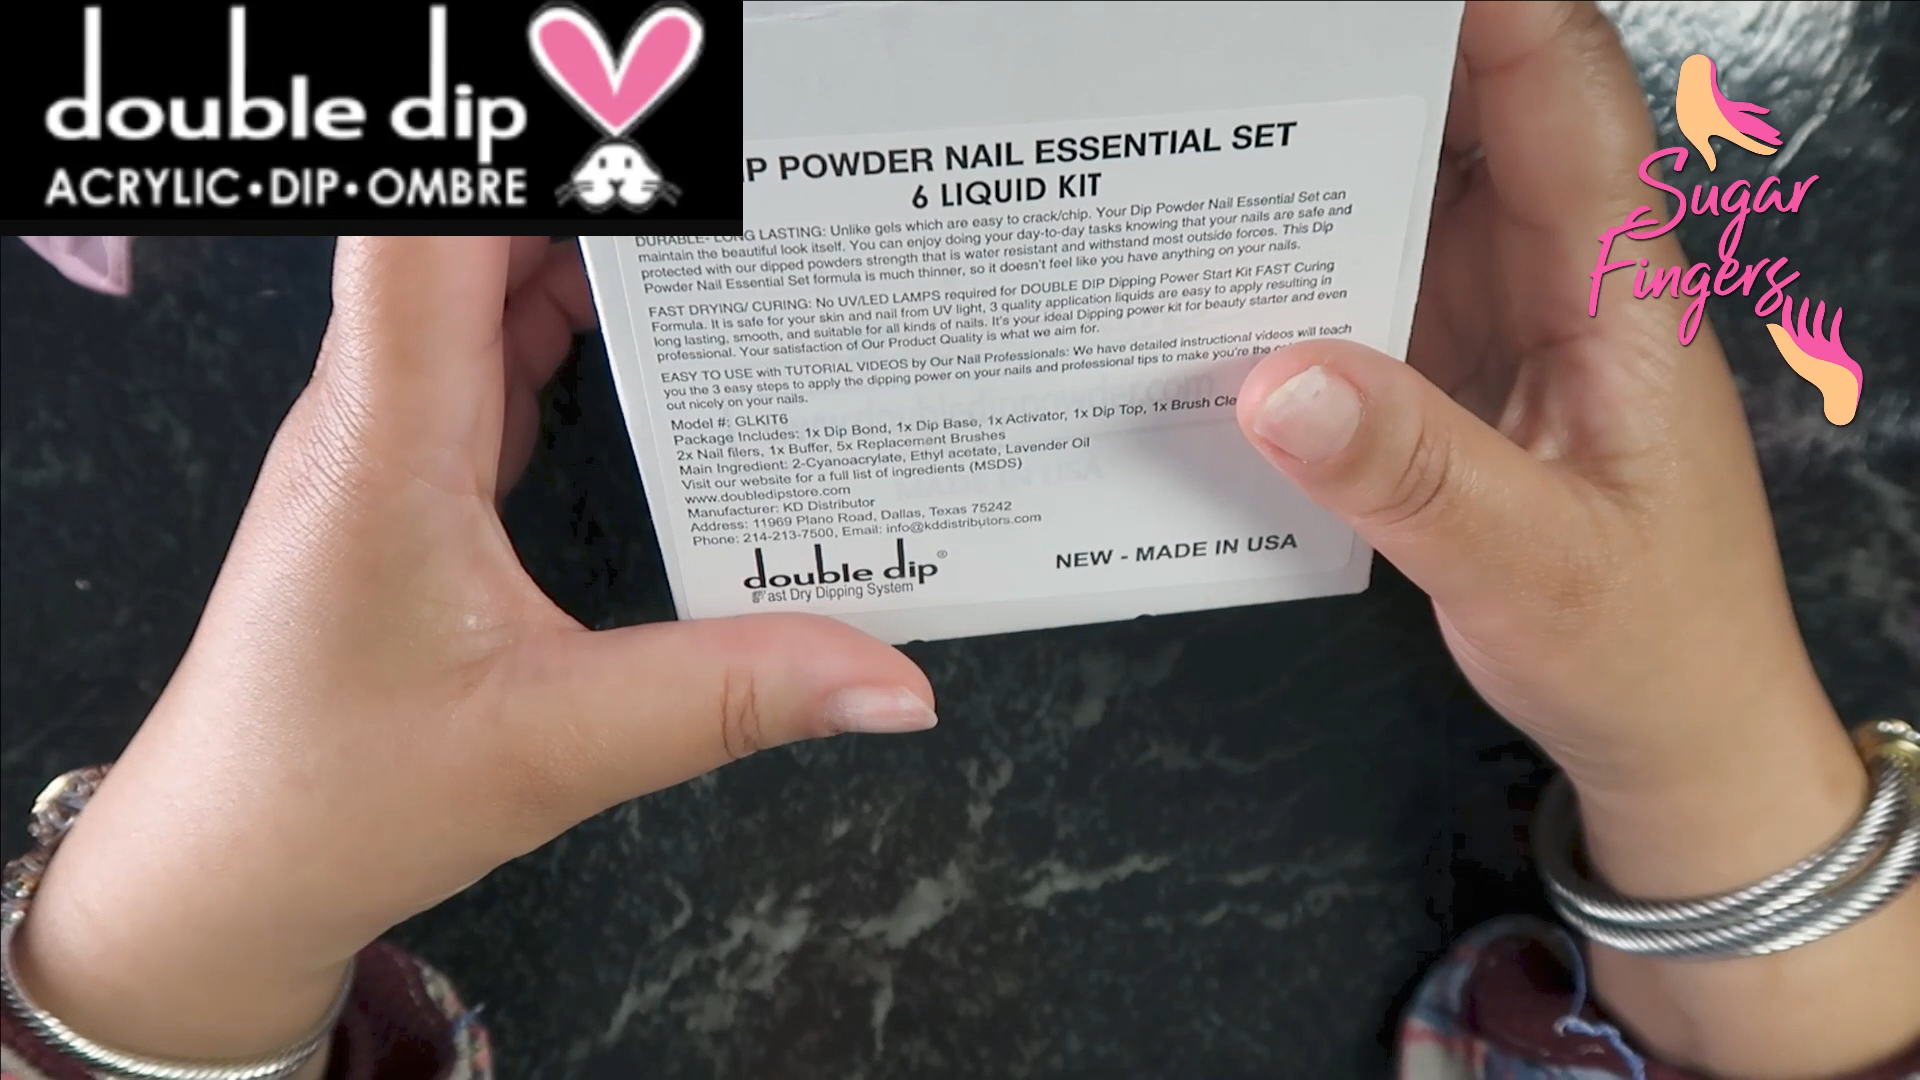 double dip
ACRYLIC•DIP•OMBRE
Sugar
Fingers
IP POWDER NAIL ESSENTIAL SET
6 LIQUID KIT
DURABLE- LONG LASTING: Unlike gels which are easy to crack/chip. Your Dip Powder Nail Essential Set can
maintain the beautiful look itself. You can enjoy doing your day-to-day tasks knowing that your nails are safe and
protected with our dipped powders strength that is water resistant and withstand most outside forces. This Dip
Powder Nail Essential Set formula is much thinner, so it doesn't feel like you have anything on your nails.
FAST DRYING/ CURING: No UV/LED LAMPS required for DOUBLE DIP Dipping Power Start Kit FAST Curing
Formula. It is safe for your skin and nail from UV light, 3 quality application liquids are easy to apply resulting in
long lasting, smooth, and suitable for all kinds of nails. It's your ideal Dipping power kit for beauty starter and even
professional. Your satisfaction of Our Product Quality is what we aim for.
EASY TO USE with TUTORIAL VIDEOS by Our Nail Professionals: We have detailed instructional videos will teach
you the 3 easy steps to apply the dipping power on your nails and professional tips to make you're the
out nicely on your nails.
Model #: GLKIT6
Package Includes: 1x Dip Bond, 1x Dip Base, 1x Activator, 1x Dip Top, 1x Brush Cle
2x Nail filers, 1x Buffer, 5x Replacement Brushes
Main Ingredient: 2-Cyanoacrylate, Ethyl acetate, Lavender Oil
Visit our website for a full list of ingredients (MSDS)
www.doubledipstore.com
Manufacturer: KD Distributor
Address: 11969 Plano Road, Dallas, Texas 75242
Phone: 214-213-7500, Email: info@kddistributors.com
double dip®
Fast Dry Dipping System
NEW - MADE IN USA